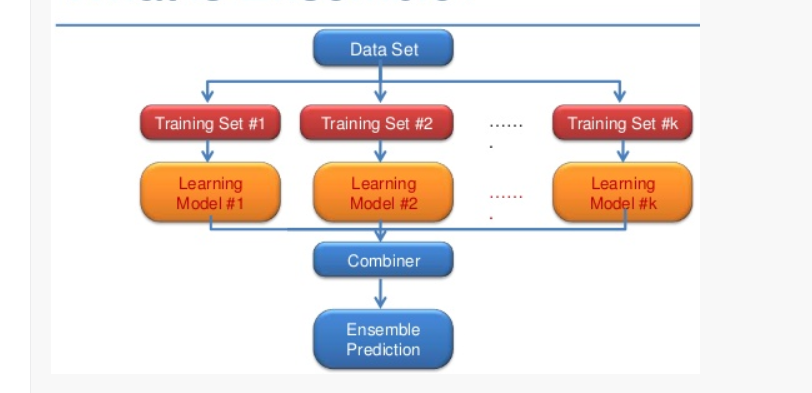 Data Set
Training Set #1 Training Set #2 ...... Training Set #k
.
Learning Model #1
Learning Model #2
......
.
Learning Model #k
Combiner
Ensemble
Prediction